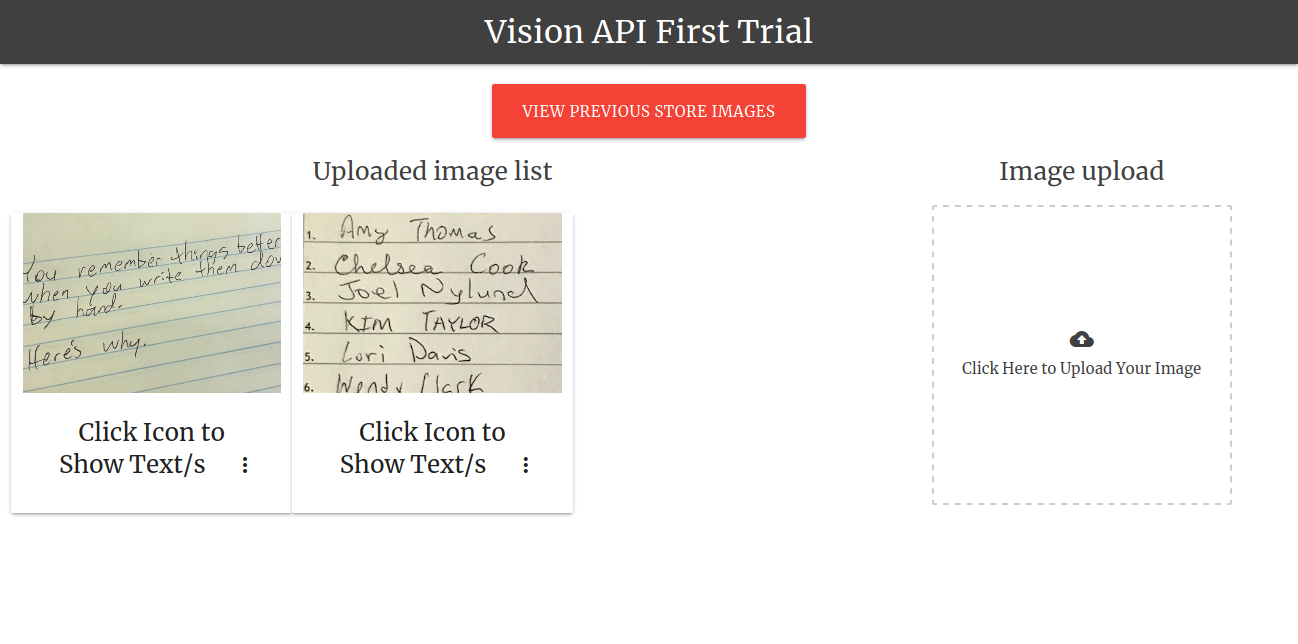 Vision API First Trial
VIEW PREVIOUS STORE IMAGES
Uploaded image list
You remember things better
when you write them
by hand.
Here's why.
Click Icon to
Show Text/s
1. Amy Thomas
2. Chelsea Cook
3. Joel Nylund
4. KIM TAYLOR
5. Lori Davis
6. Wendy Clark
Click Icon to
Show Text/s
Image upload
Click Here to Upload Your Image